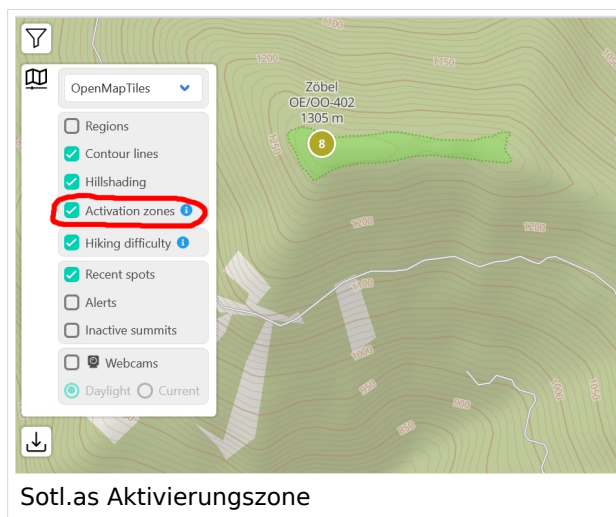 1100
1200
1150
OpenMapTiles
Regions
Contour lines
Hillshading
Activation zones
Hiking difficulty
Recent spots
Alerts
Inactive summits
Webcams
Daylight Current
Zöbel
OE/OO-402
1305 m
8
1250
1200
1200
1100
1000
950
900
850
850
1000
1050
Sotl.as Aktivierungszone